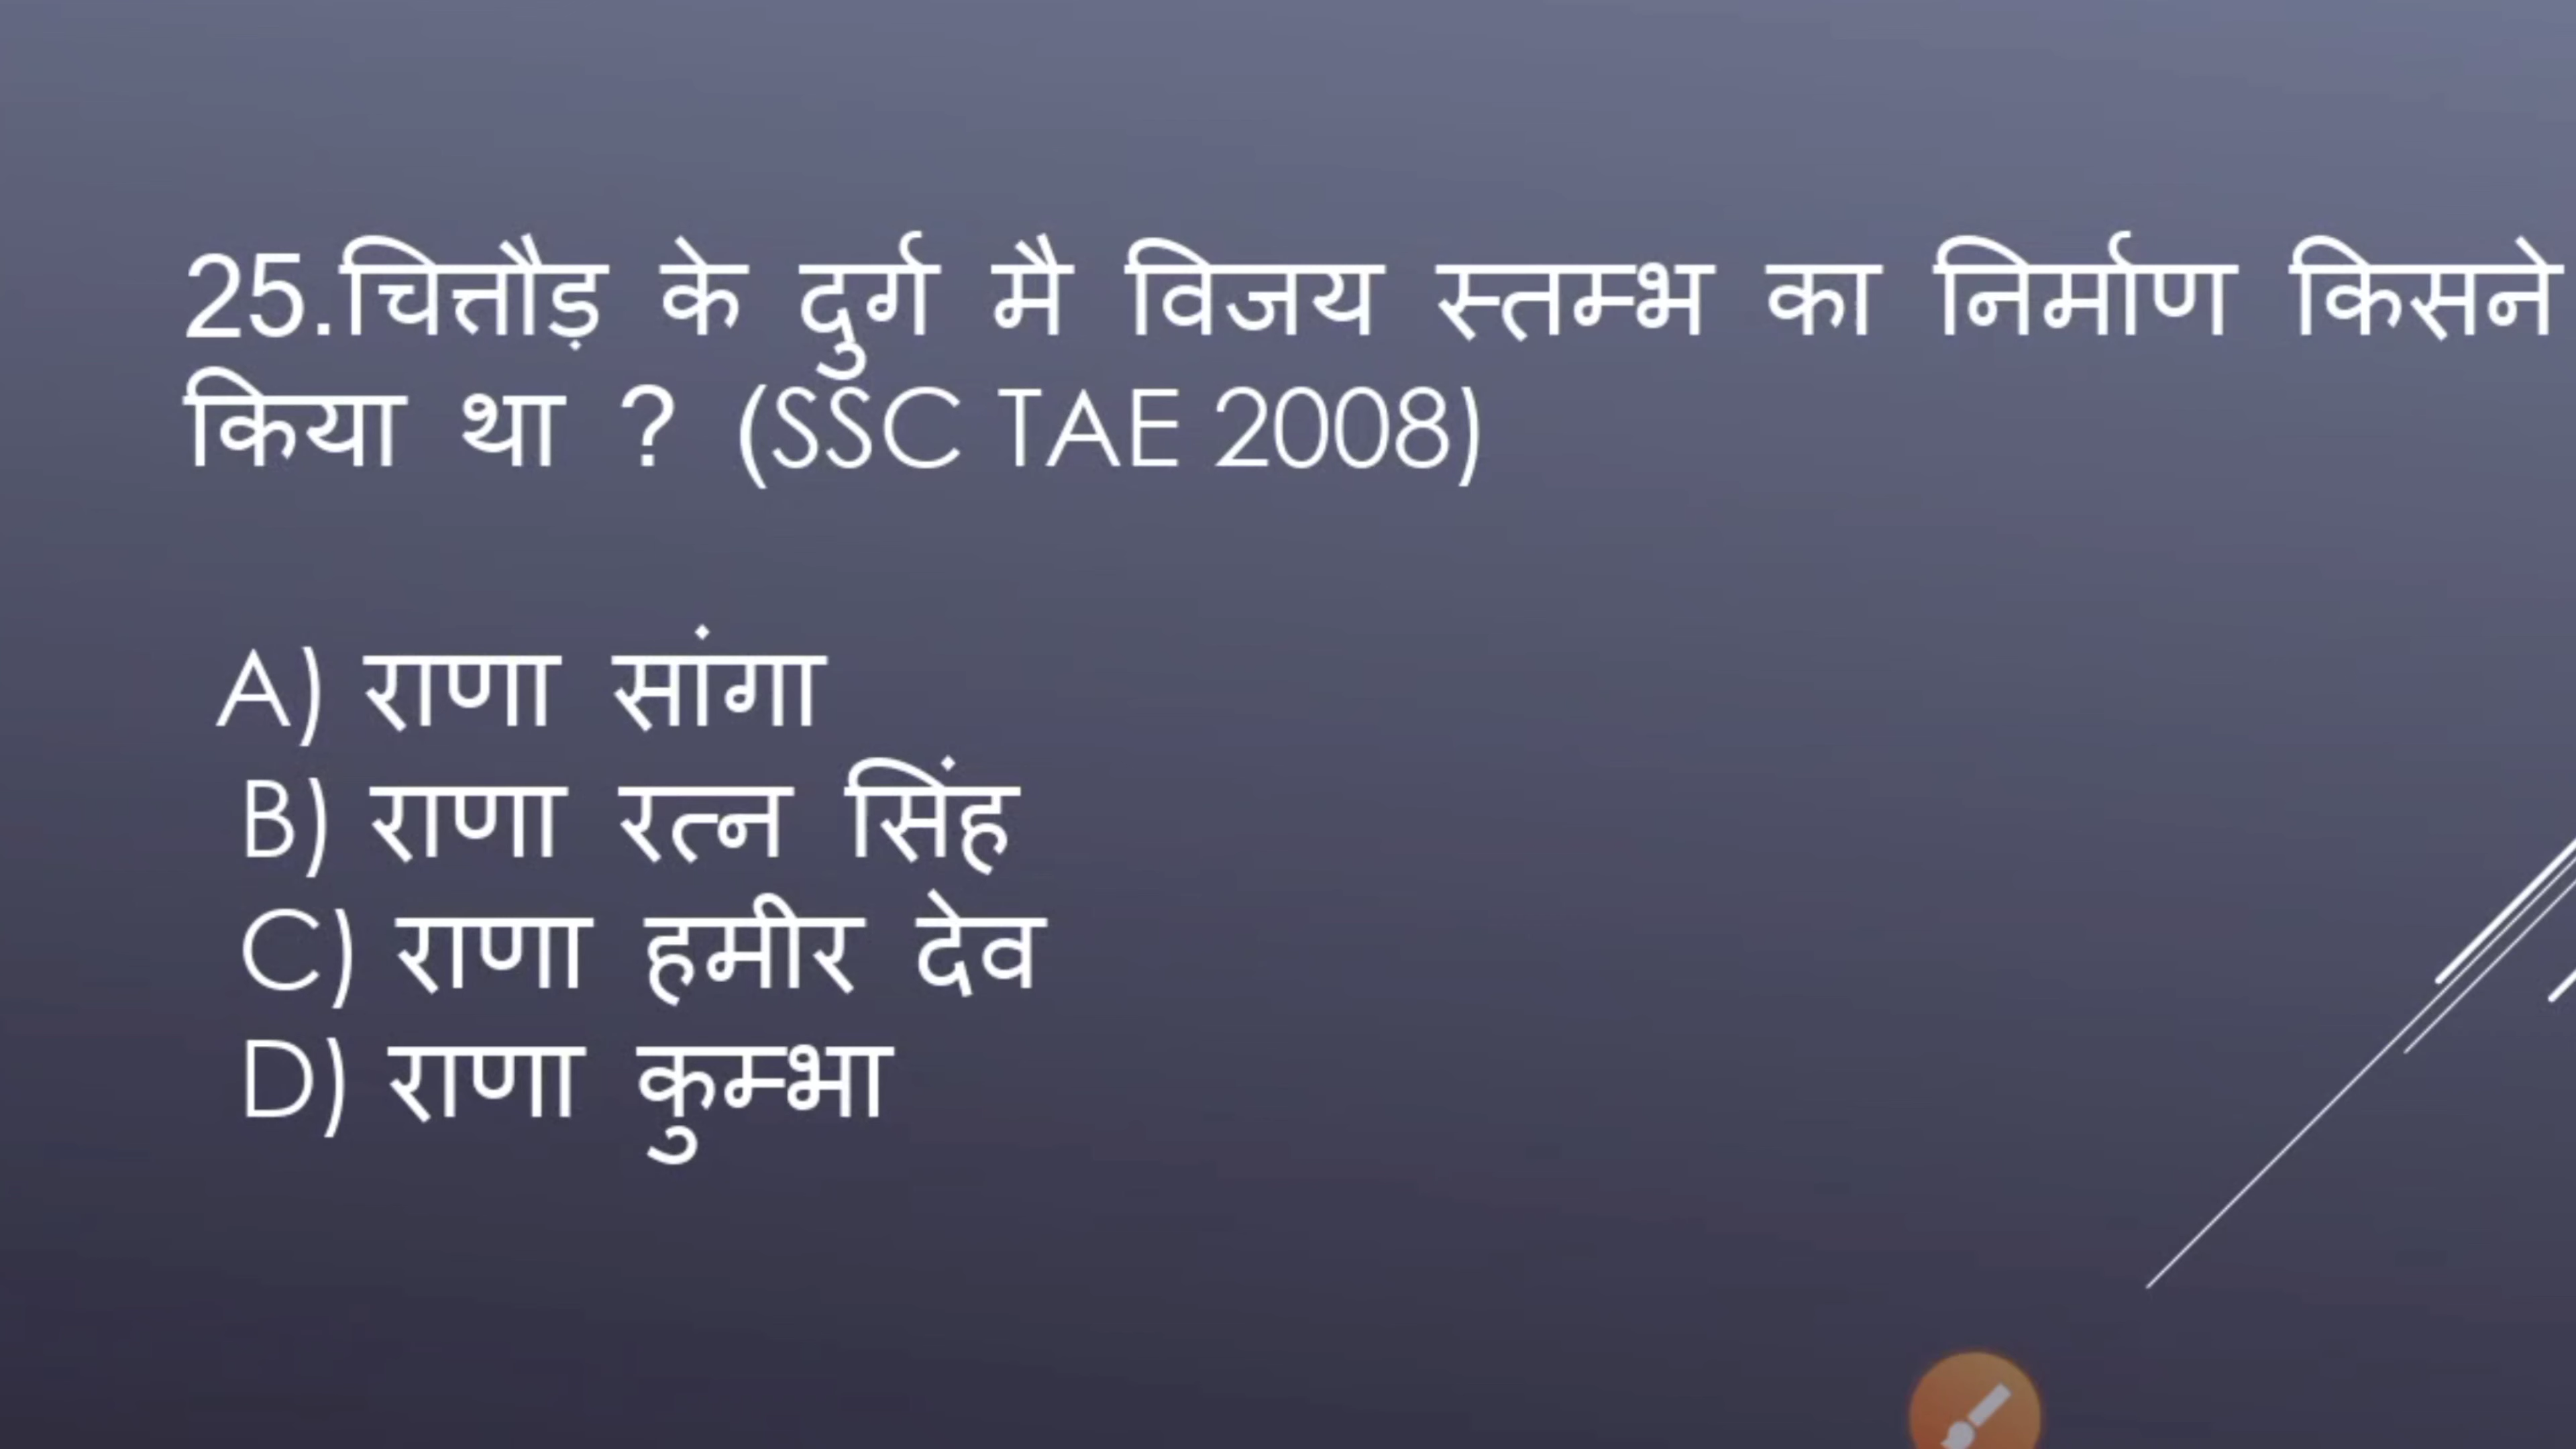 25.चित्तौड़ के दुर्ग मै विजय स्तम्भ का निर्माण किसने
किया था ? (SSC TAE 2008)
A) राणा सांगा
B) राणा रत्न सिंह
C) राणा हमीर देव
D) राणा कुम्भा